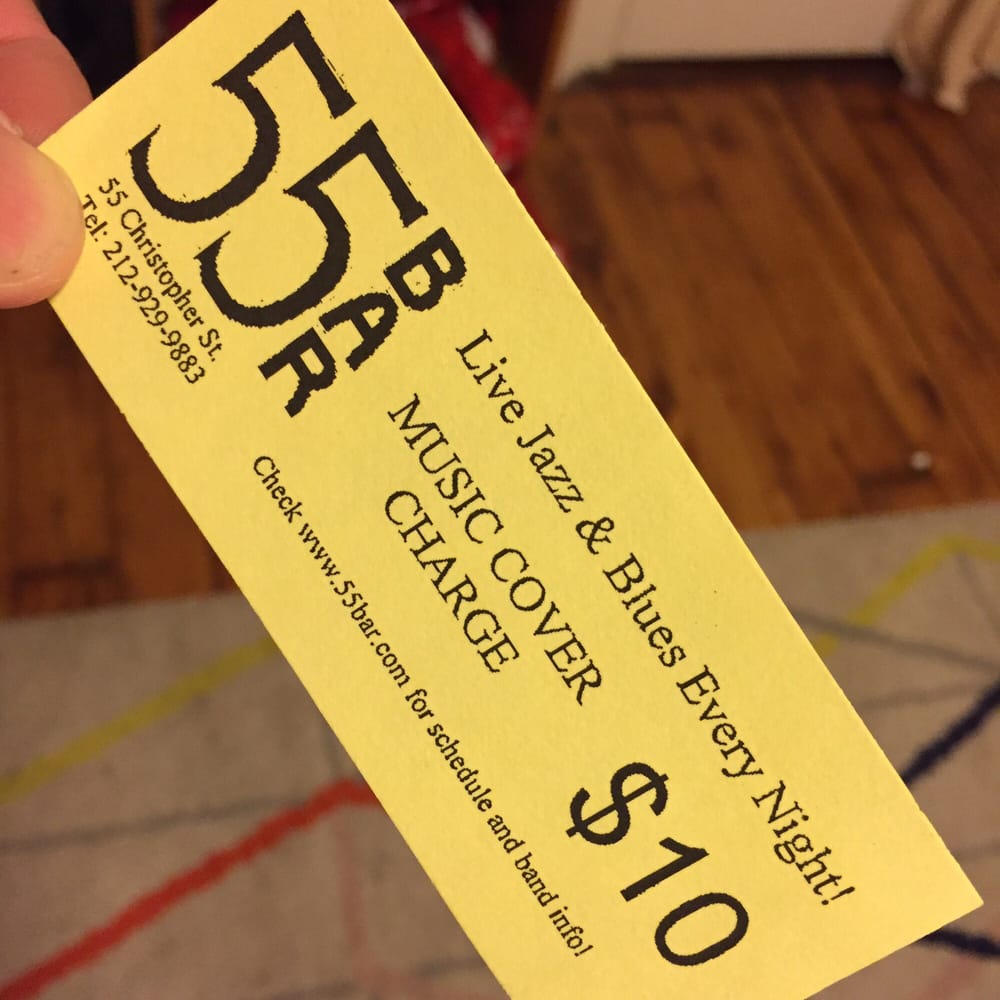 55 BAR
55 Christopher St.
Tel: 212-929-9883
Live Jazz & Blues Every Night!
MUSIC COVER
CHARGE
$10
Check www.55bar.com for schedule and band info!